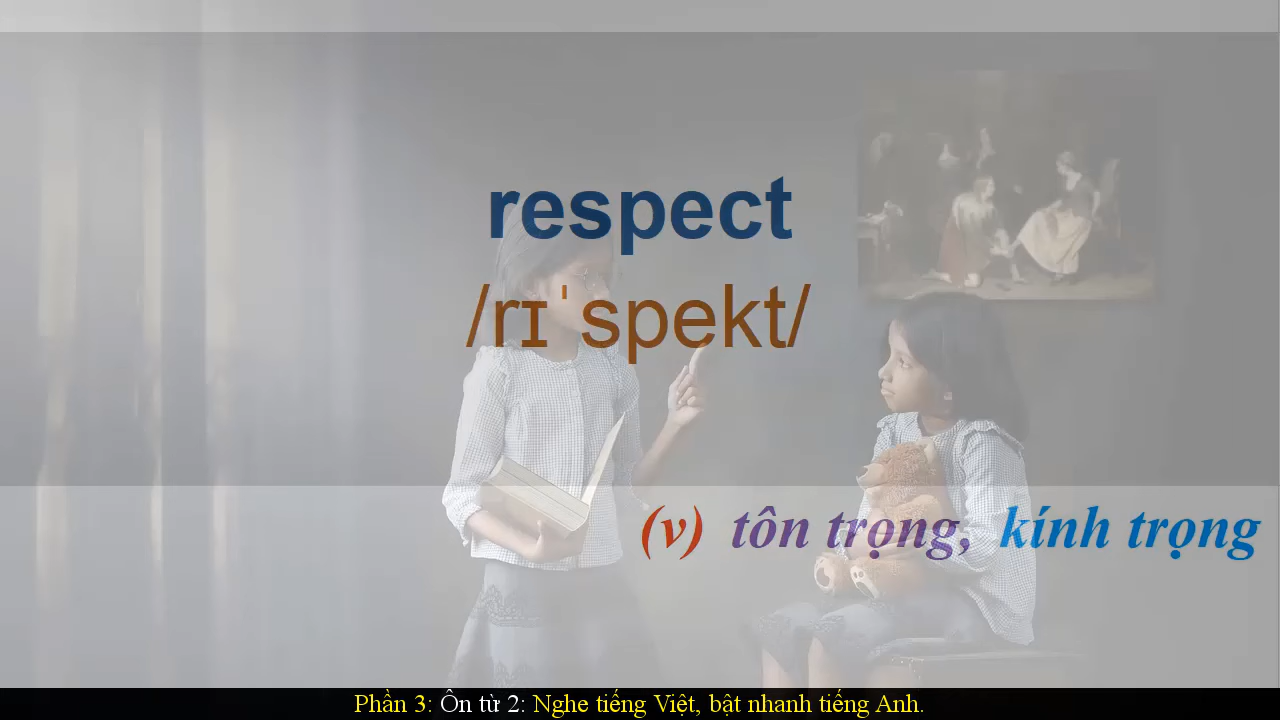 respect
/rɪˈspekt/
(v) tôn trọng, kính trọng
Phần 3: Ôn từ 2: Nghe tiếng Việt, bật nhanh tiếng Anh.